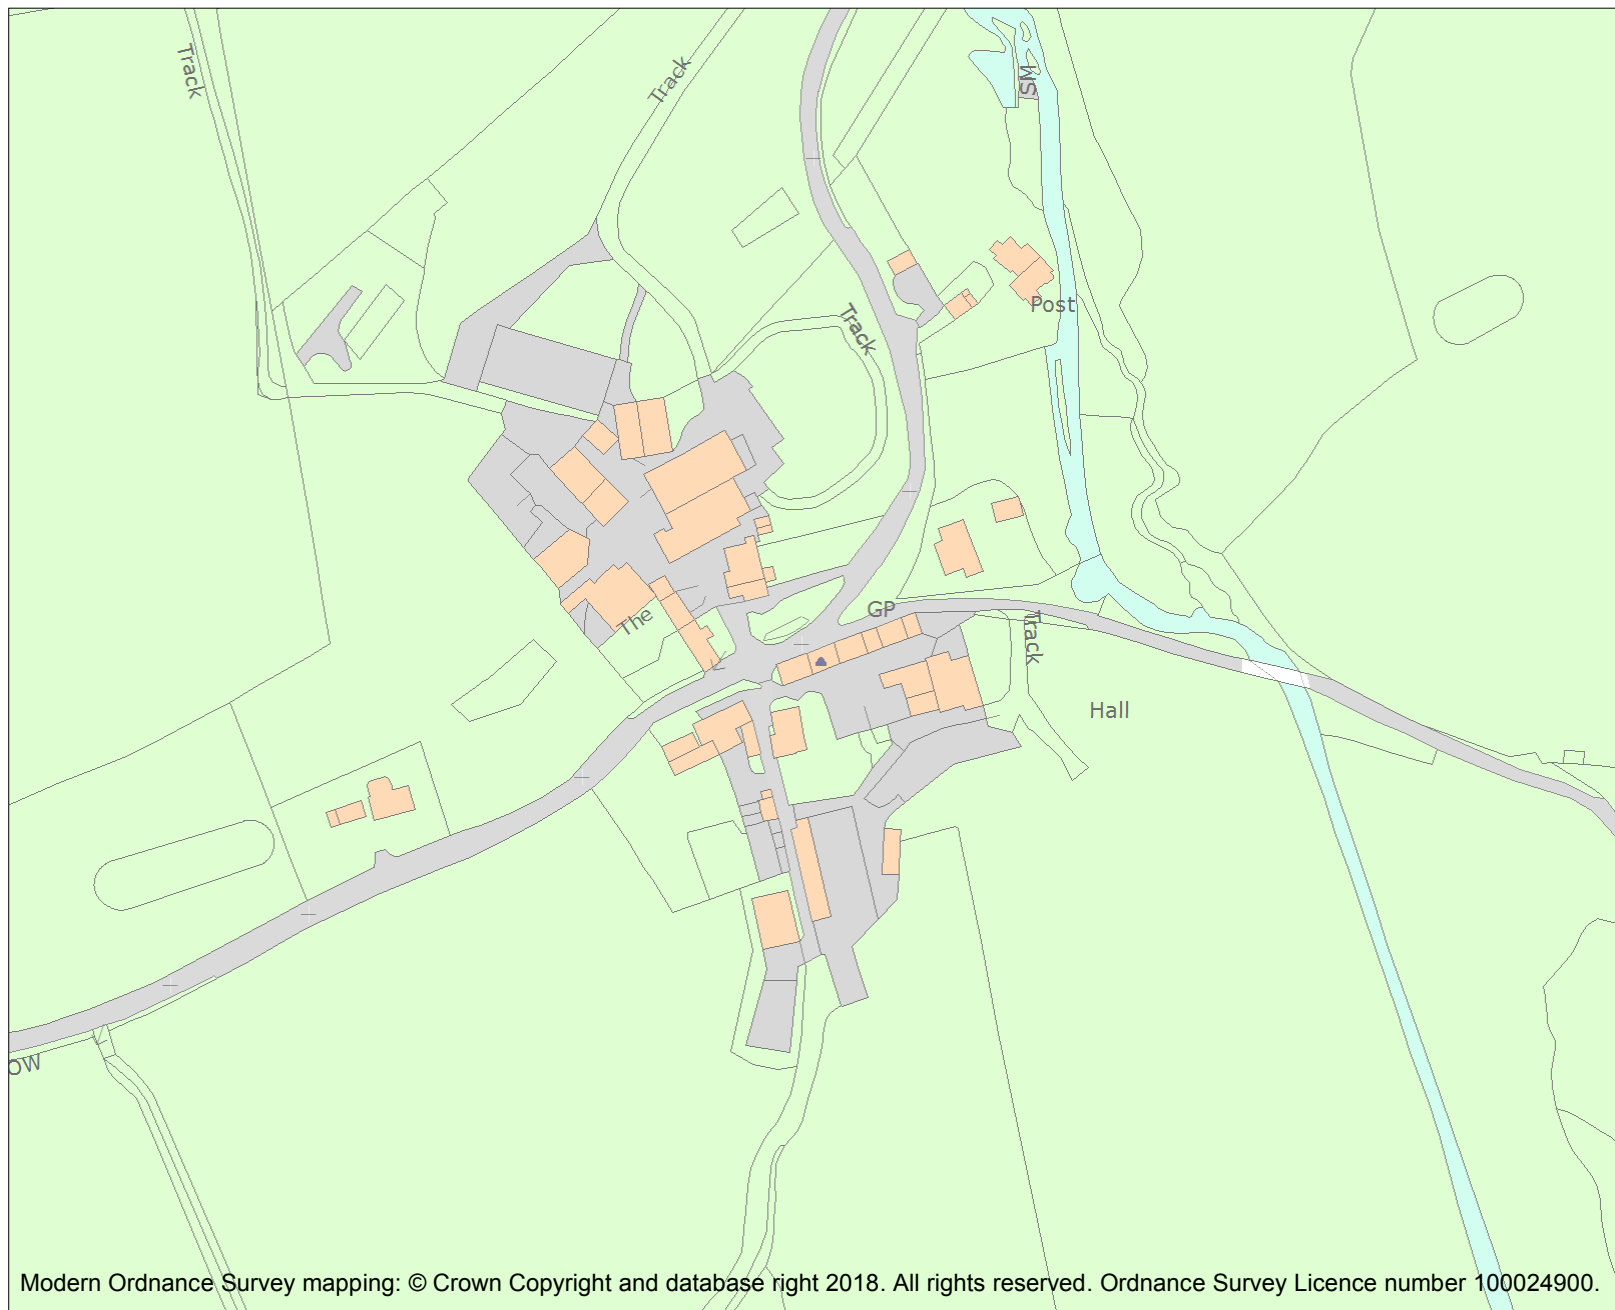 Track
Track
SM
Track
Post
GP
The
Track
Hall
OW
Modern Ordnance Survey mapping: © Crown Copyright and database right 2018. All rights reserved. Ordnance Survey Licence number 100024900.